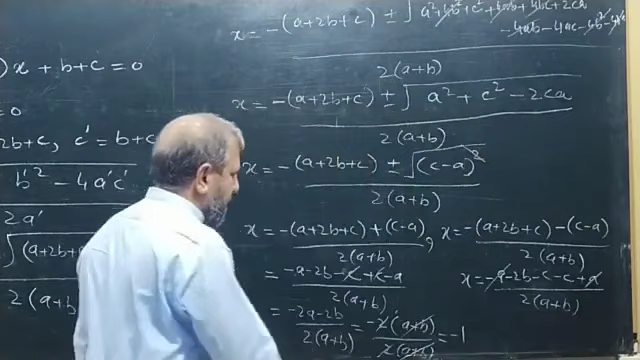 x = -(a+2b+c) ± √a²+4b²+c²+4ab+4bc+2ca
-4ab-4ac-4b²-4bc
2(a+b)
) x + b+c = 0
x = -(a+2b+c) ± √a² + c² - 2ca
2(a+b)
= 0
2b+c, c' = b+c
x = -(a+2b+c) ± √(c-a)²
2(a+b)
b'² - 4a'c'
2a'
x = -(a+2b+c) + (c-a), x = -(a+2b+c) - (c-a)
2(a+b) 2(a+b)
√(a+2b+
2(a+b
= -a-2b-c+c-a x = -a-2b-c-c+a
2(a+b) 2(a+b)
= -2a-2b = -2(a+b) = -1
2(a+b) 2(a+b)